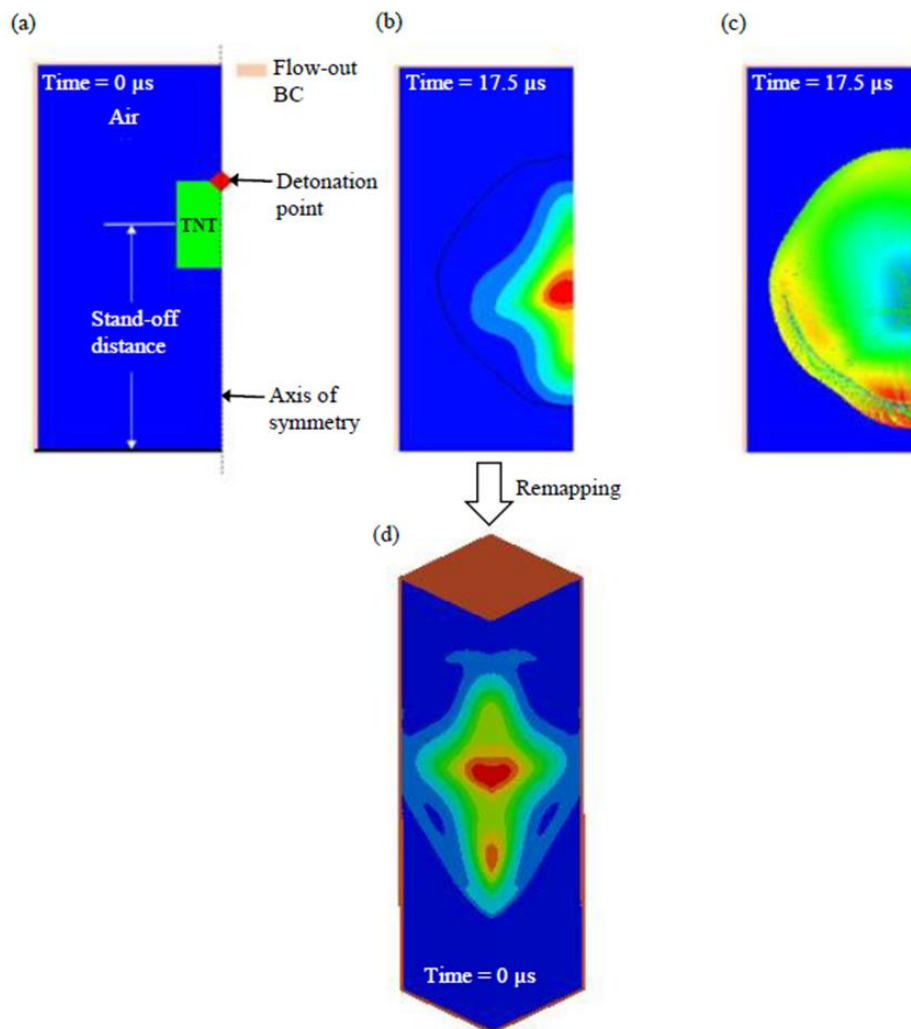 (a)
Time = 0 μs
Air
Flow-out
BC
Detonation
point
TNT
Stand-off
distance
Axis of
symmetry
(b)
Time = 17.5 μs
(c)
Time = 17.5 μs
Remapping
(d)
Time = 0 μs